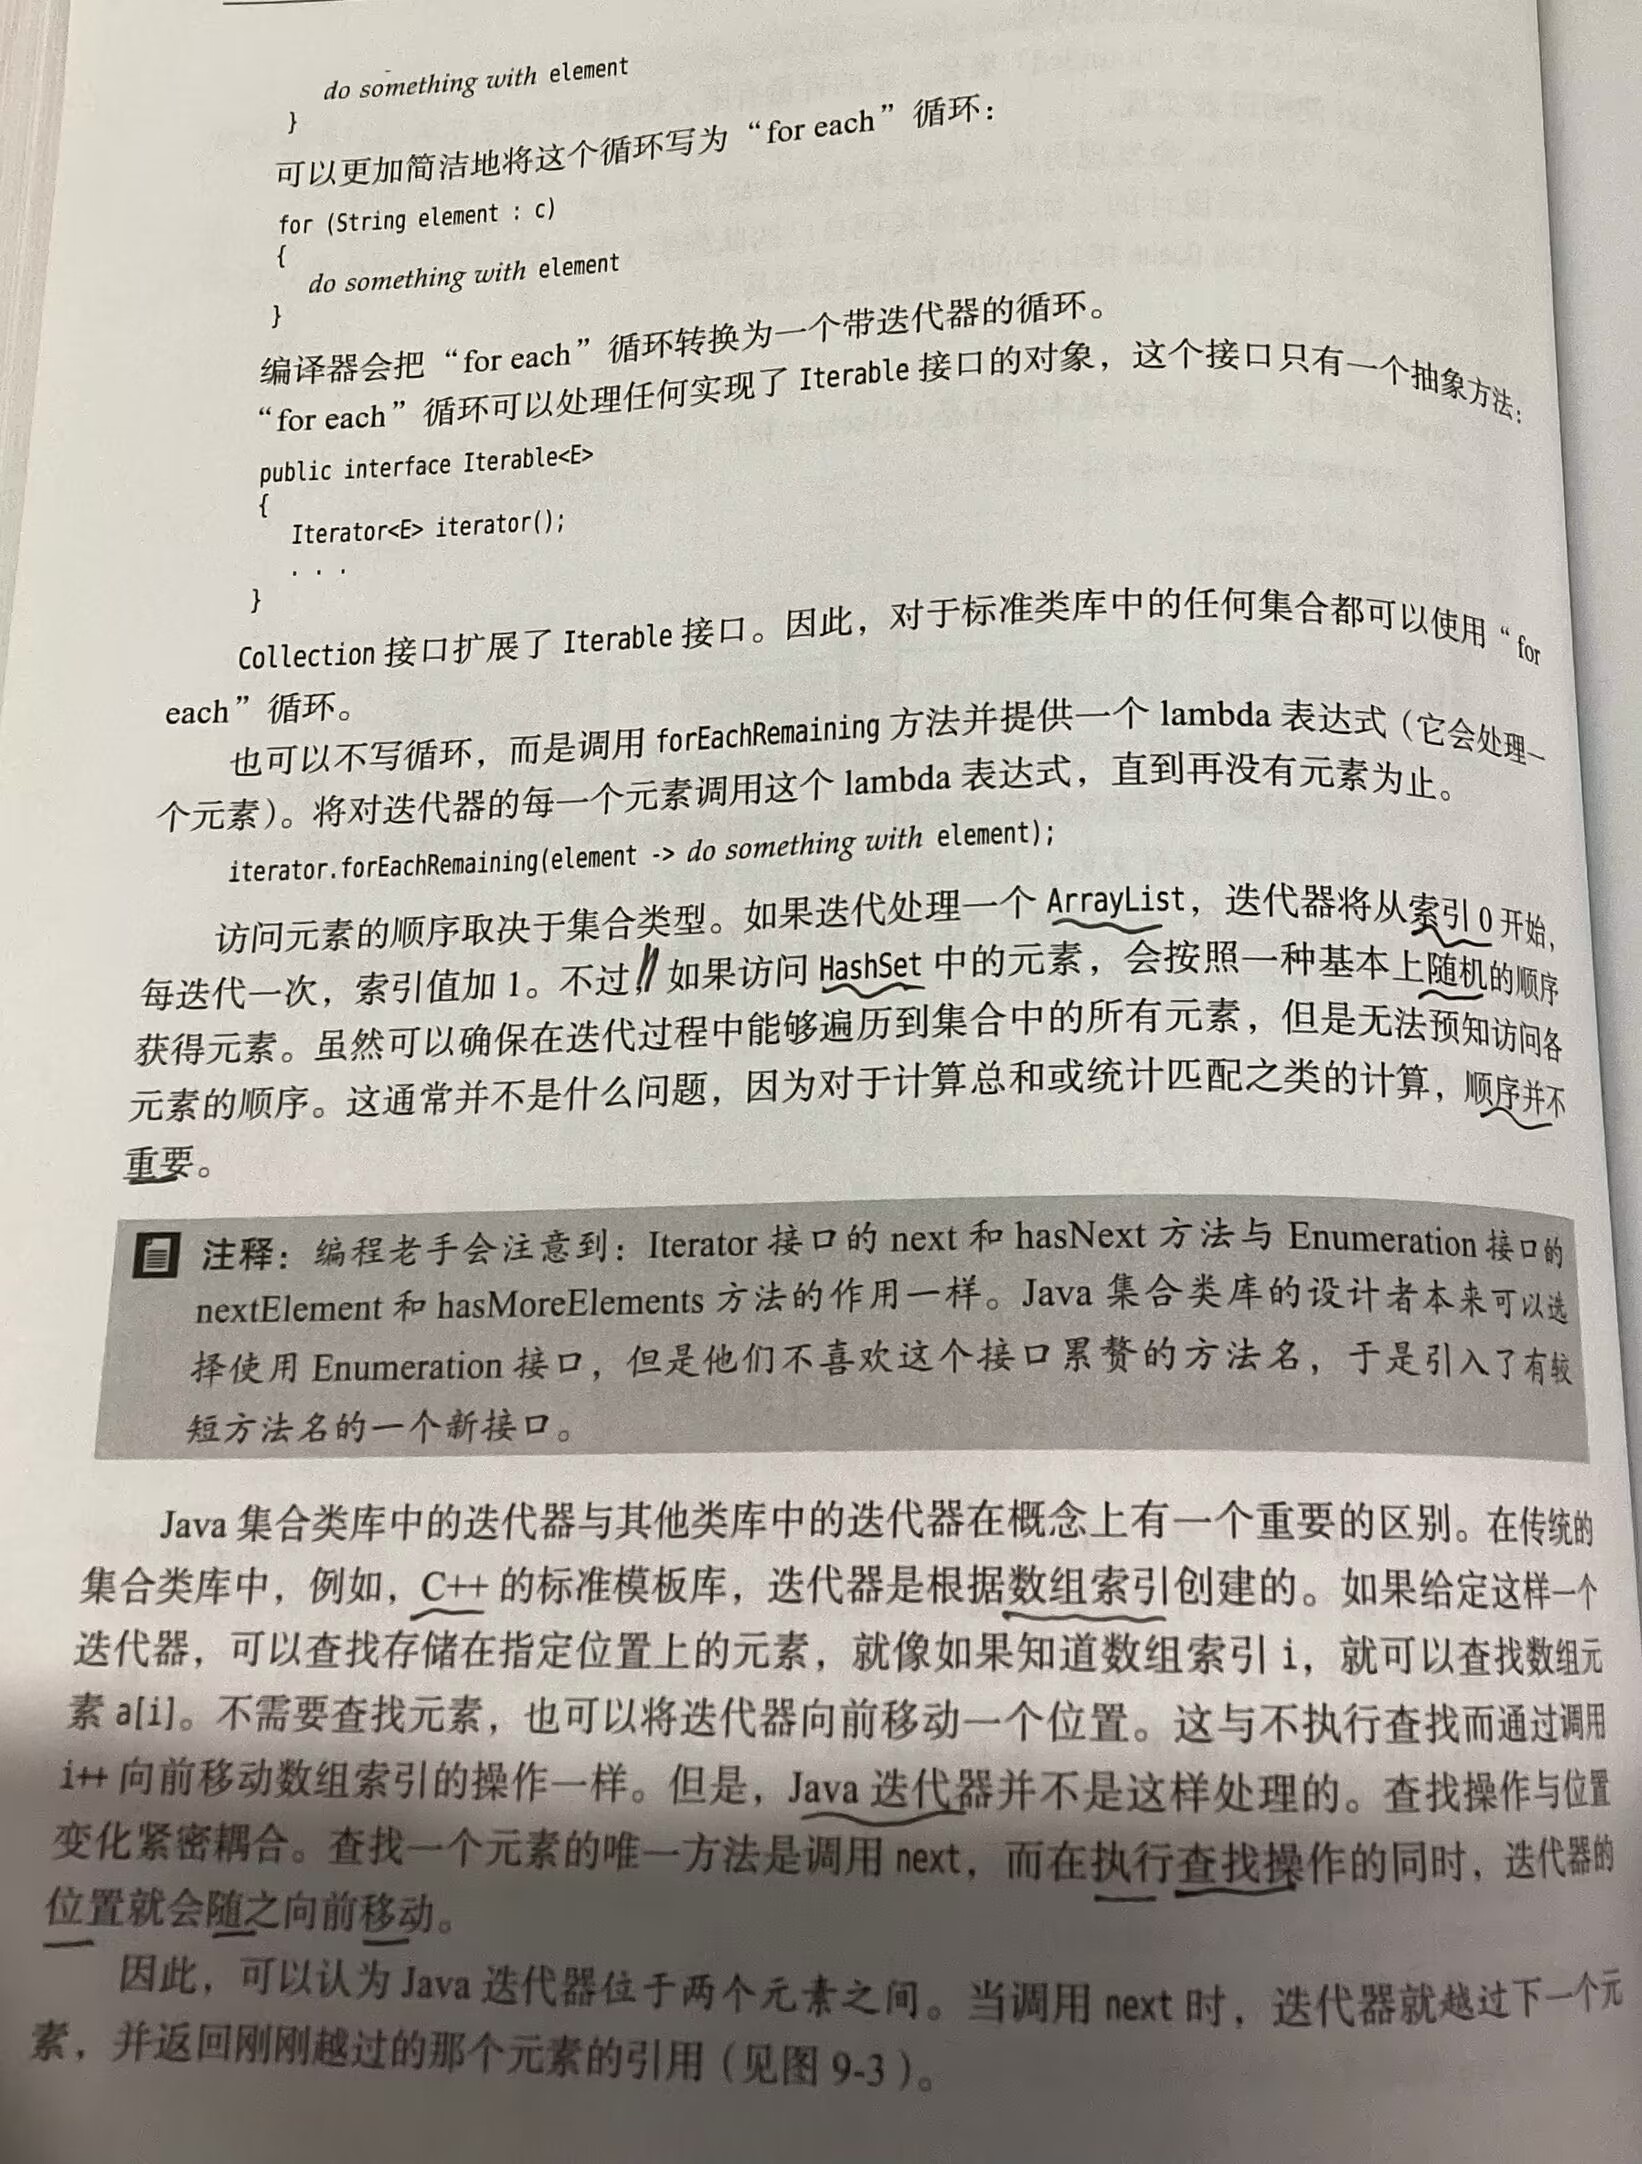 do something with element
}
可以更加简洁地将这个循环写为“for each”循环：
for (String element : c)
{
do something with element
}
编译器会把“for each”循环转换为一个带迭代器的循环。
“for each”循环可以处理任何实现了 Iterable 接口的对象，这个接口只有一个抽象方法：
public interface Iterable<E>
{
Iterator<E> iterator();
. . .
}
Collection 接口扩展了 Iterable 接口。因此，对于标准类库中的任何集合都可以使用“for
each”循环。
也可以不写循环，而是调用 forEachRemaining 方法并提供一个 lambda 表达式（它会处理一
个元素）。将对迭代器的每一个元素调用这个 lambda 表达式，直到再没有元素为止。
iterator.forEachRemaining(element -> do something with element);
访问元素的顺序取决于集合类型。如果迭代处理一个 ArrayList，迭代器将从索引 0 开始，
每迭代一次，索引值加 1。不过，如果访问 HashSet 中的元素，会按照一种基本上随机的顺序
获得元素。虽然可以确保在迭代过程中能够遍历到集合中的所有元素，但是无法预知访问各
元素的顺序。这通常并不是什么问题，因为对于计算总和或统计匹配之类的计算，顺序并不
重要。
注释：编程老手会注意到：Iterator 接口的 next 和 hasNext 方法与 Enumeration 接口的
nextElement 和 hasMoreElements 方法的作用一样。Java 集合类库的设计者本来可以选
择使用 Enumeration 接口，但是他们不喜欢这个接口累赘的方法名，于是引入了有较
短方法名的一个新接口。
Java 集合类库中的迭代器与其他类库中的迭代器在概念上有一个重要的区别。在传统的
集合类库中，例如，C++ 的标准模板库，迭代器是根据数组索引创建的。如果给定这样一个
迭代器，可以查找存储在指定位置上的元素，就像如果知道数组索引 i，就可以查找数组元
素 a[i]。不需要查找元素，也可以将迭代器向前移动一个位置。这与不执行查找而通过调用
i++ 向前移动数组索引的操作一样。但是，Java 迭代器并不是这样处理的。查找操作与位置
变化紧密耦合。查找一个元素的唯一方法是调用 next，而在执行查找操作的同时，迭代器的
位置就会随之向前移动。
因此，可以认为 Java 迭代器位于两个元素之间。当调用 next 时，迭代器就越过下一个元
素，并返回刚刚越过的那个元素的引用（见图 9-3）。